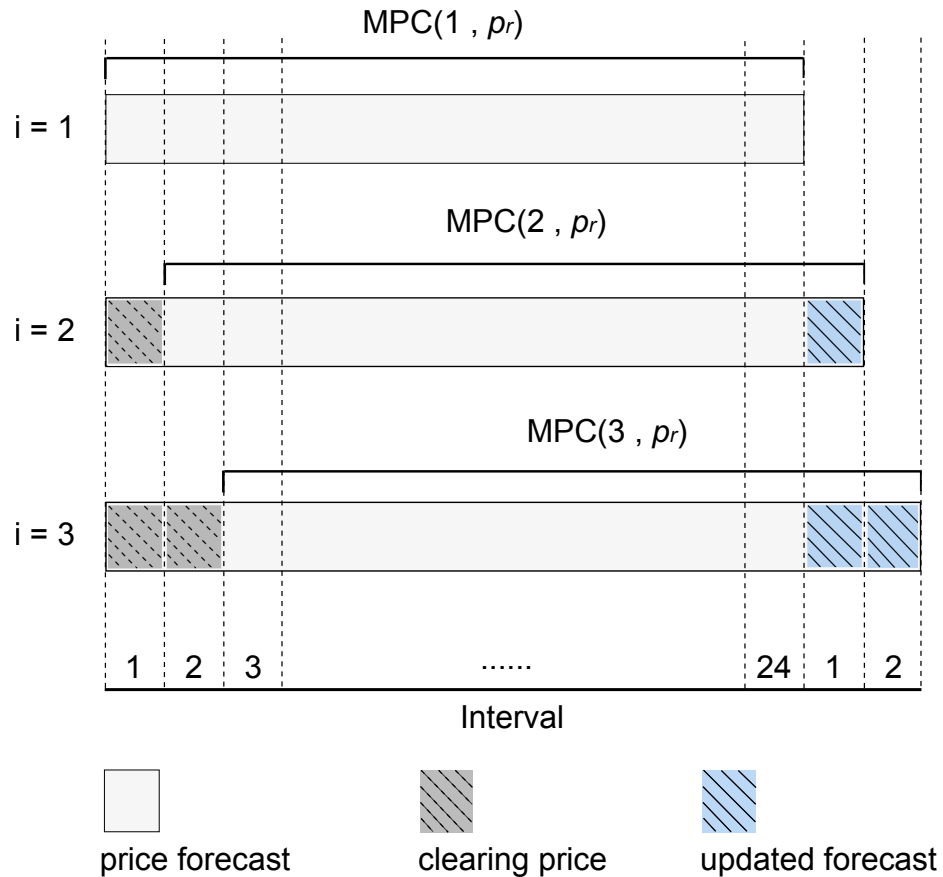 MPC(1 , pr)
i = 1
MPC(2 , pr)
i = 2
MPC(3 , pr)
i = 3
1 2 3 ...... 24 1 2
Interval
price forecast clearing price updated forecast